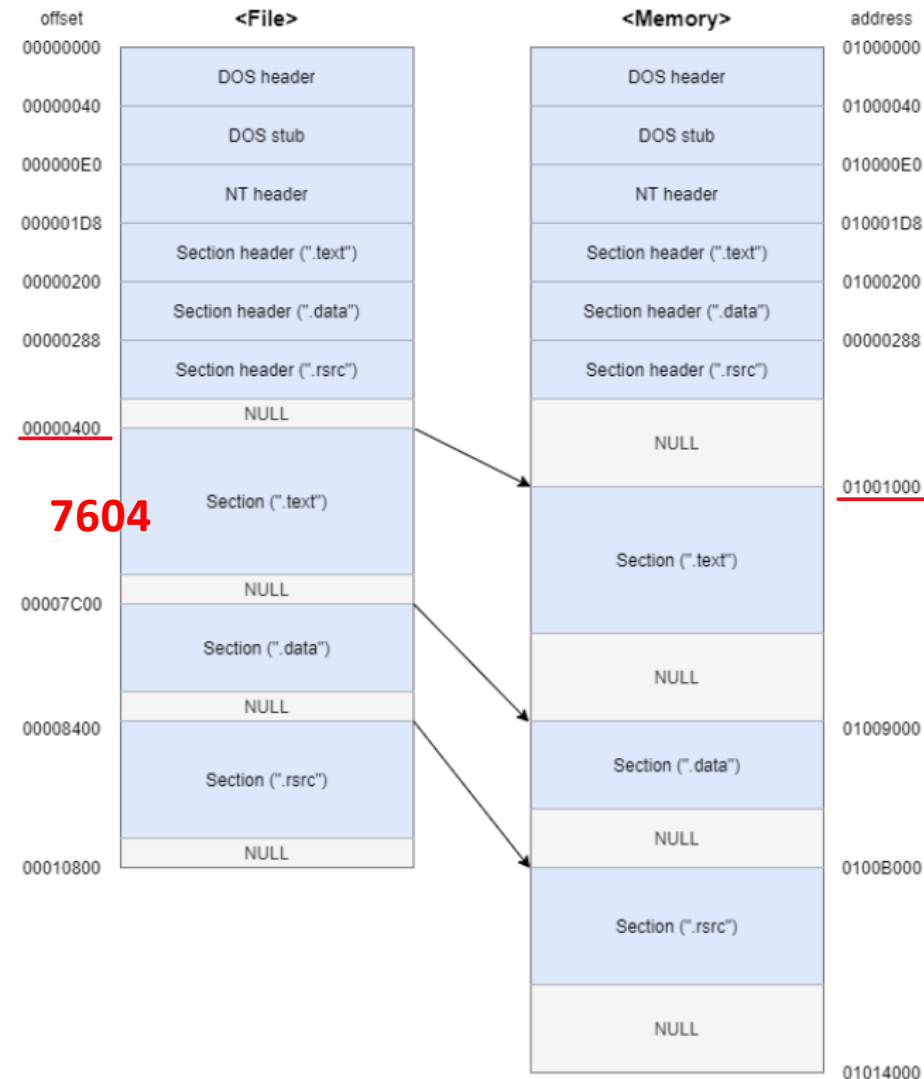 offset <File> <Memory> address
00000000 01000000
DOS header DOS header
00000040 01000040
DOS stub DOS stub
000000E0 010000E0
NT header NT header
000001D8 010001D8
Section header (".text") Section header (".text")
00000200 01000200
Section header (".data") Section header (".data")
00000288 00000288
Section header (".rsrc") Section header (".rsrc")
NULL
00000400
NULL
01001000
Section (".text")
7604
Section (".text")
NULL
00007C00
Section (".data")
NULL
NULL
00008400 01009000
Section (".data")
Section (".rsrc")
NULL NULL
00010800 0100B000
Section (".rsrc")
NULL
01014000